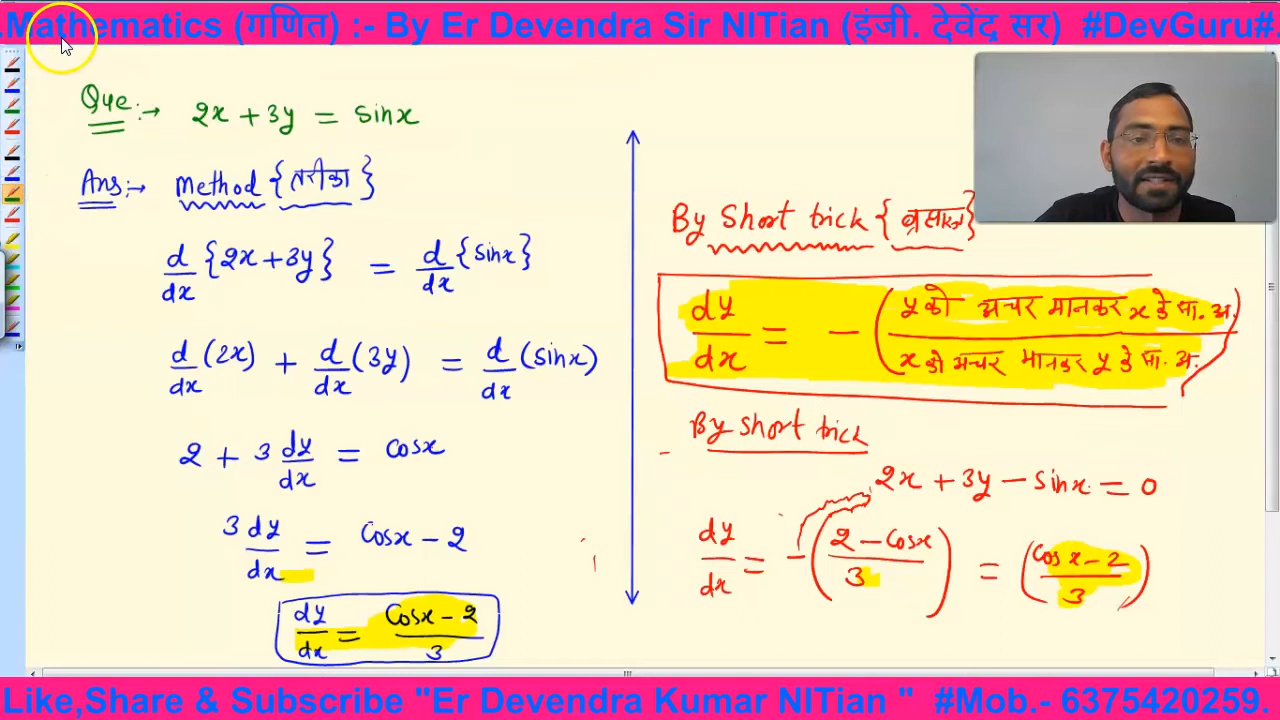 .Mathematics (गणित) :- By Er Devendra Sir NITian (इंजी. देवेंद्र सर) #DevGuru#.
Que:→ 2x + 3y = sinx
Ans:→ Method {तरीका}
d/dx {2x + 3y} = d/dx {sinx}
d/dx (2x) + d/dx (3y) = d/dx (sinx)
2 + 3 dy/dx = cosx
3 dy/dx = Cosx - 2
dy/dx = Cosx - 2 / 3
By Short trick {
dy/dx = - (y को अचर मानकर x के सा. अ. / x को अचर मानकर y के सा. अ.)
By short trick
2x + 3y - sinx = 0
dy/dx = - (2 - Cosx / 3) = (Cos x - 2 / 3)
Like,Share & Subscribe "Er Devendra Kumar NITian " #Mob.- 6375420259.